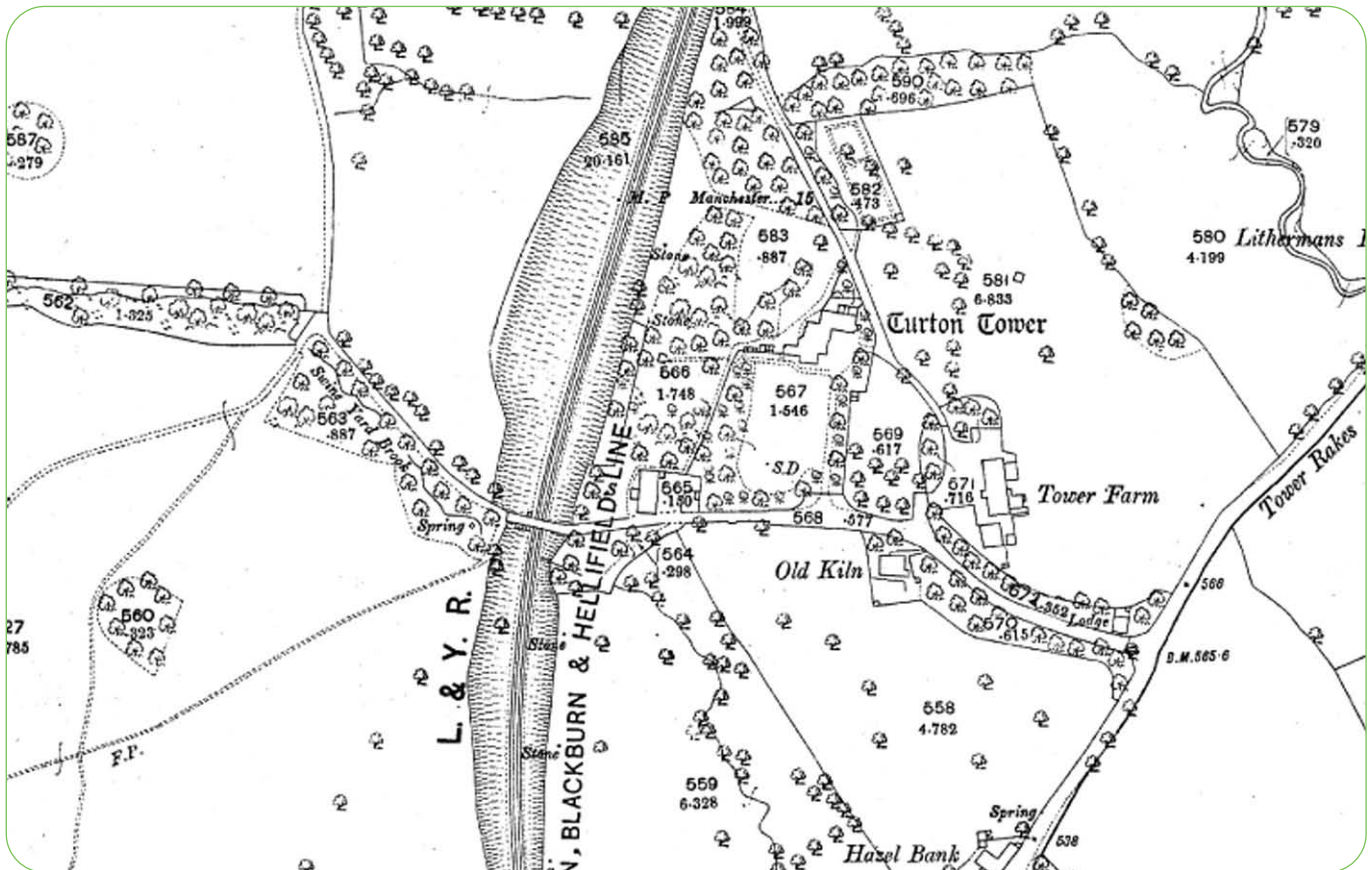 1·999
590
·696
587
·279
585
20·161
579
·320
582
·473
M. P Manchester... 15
583
·887
580 Lithermans
4·199
Stone
581
6·833
562
1·325
Stone
Turton Tower
566
1·748
567
1·546
563
·887
Swine Yard Brook
569
·617
S.D
565
571
·716
Tower Farm
Tower Rakes
Spring
568
·577
564
·298
Old Kiln
566
·352
Lodge
570
·615
B.M.565·6
560
·323
27
785
Stone
L. & Y. R.
N, BLACKBURN & HELLIFIELD LINE
558
4·782
F.P.
Stone
559
6·328
Spring
538
Hazel Bank